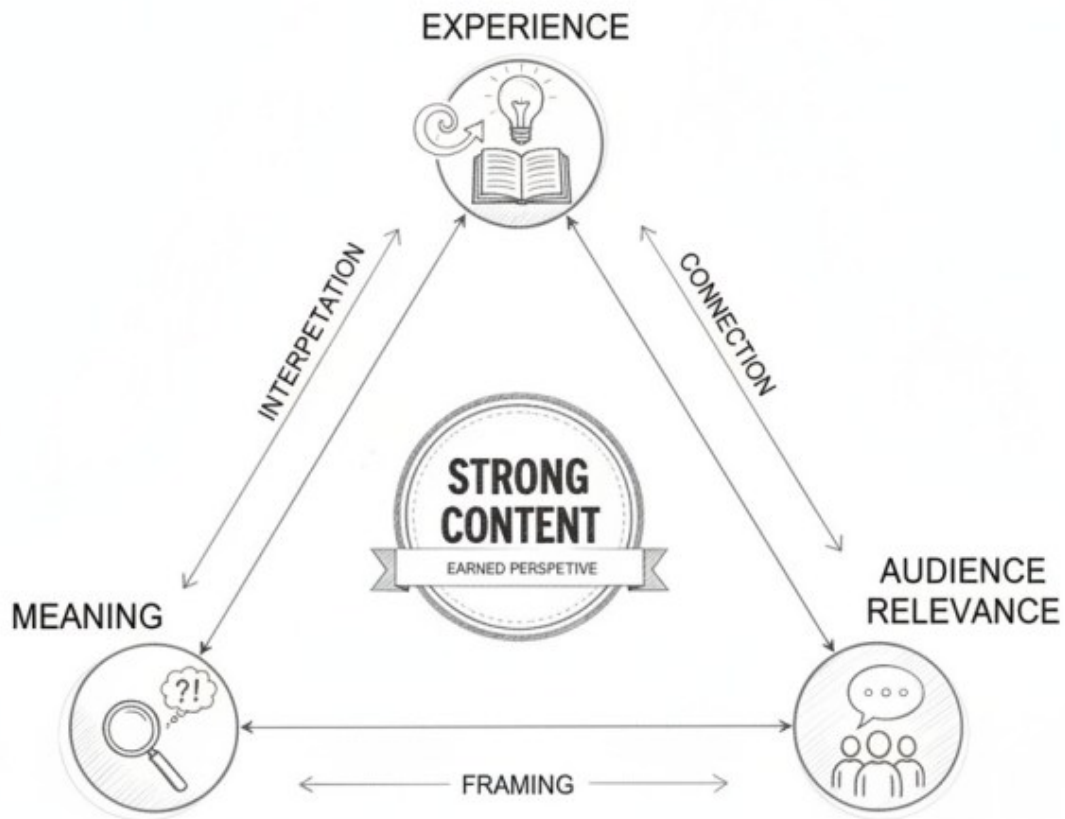 EXPERIENCE
INTERPETATION
CONNECTION
STRONG
CONTENT
EARNED PERSPETIVE
MEANING
?!
AUDIENCE
RELEVANCE
FRAMING